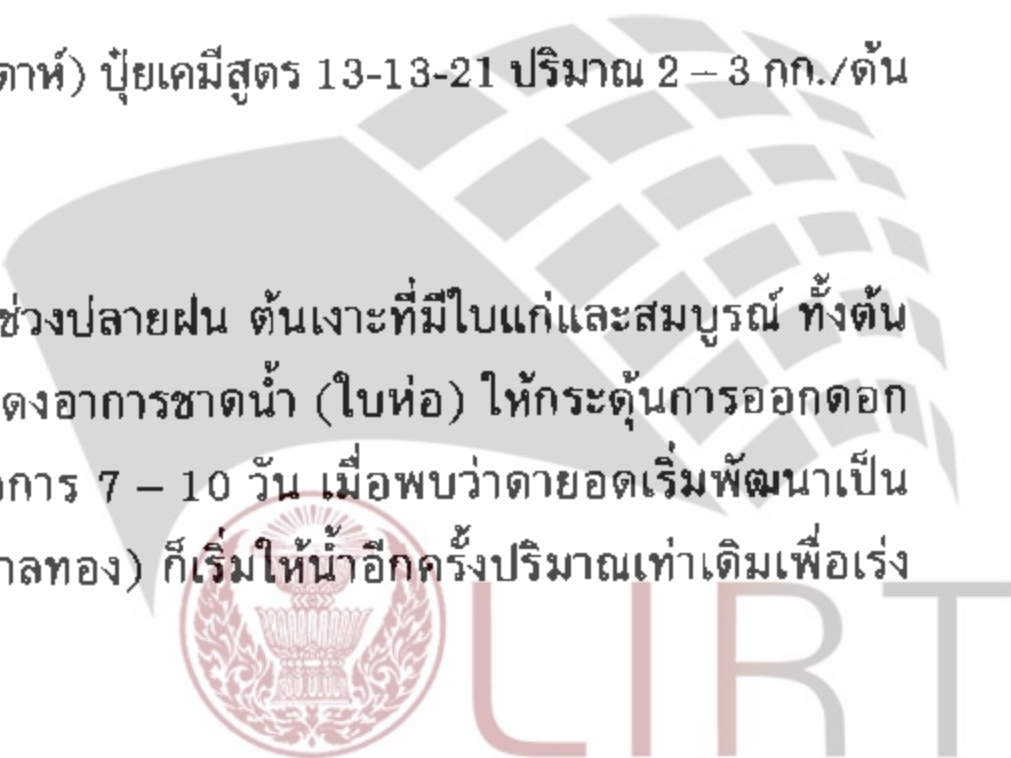 ดาห์) ปุ๋ยเคมีสูตร 13-13-21 ปริมาณ 2 – 3 กก./ต้น
ช่วงปลายฝน ต้นเงาะที่มีใบแก่และสมบูรณ์ ทั้งต้น
ดงอาการขาดน้ำ (ใบห่อ) ให้กระตุ้นการออกดอก
การ 7 – 10 วัน เมื่อพบว่าตายอดเริ่มพัฒนาเป็น
าลทอง) ก็เริ่มให้น้ำอีกครั้งปริมาณเท่าเดิมเพื่อเร่ง
LIRT